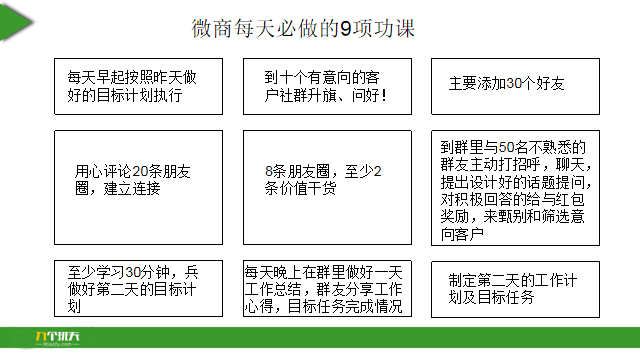 微商每天必做的9项功课
每天早起按照昨天做
好的目标计划执行
到十个有意向的客
户社群升旗、问好！
主要添加30个好友
用心评论20条朋友
圈，建立连接
8条朋友圈，至少2
条价值干货
到群里与50名不熟悉的
群友主动打招呼，聊天，
提出设计好的话题提问，
对积极回答的给与红包
奖励，来甄别和筛选意
向客户
至少学习30分钟，兵
做好第二天的目标计
划
每天晚上在群里做好一天
工作总结，群友分享工作
心得，目标任务完成情况
制定第二天的工作计
划及目标任务